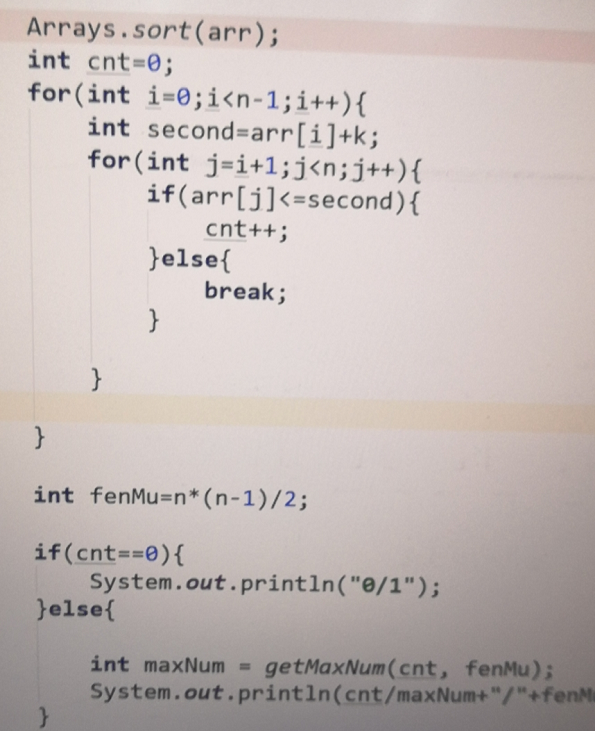 Arrays.sort(arr);
int cnt=0;
for(int i=0;i<n-1;i++){
int second=arr[i]+k;
for(int j=i+1;j<n;j++){
if(arr[j]<=second){
cnt++;
}else{
break;
}
}
}
int fenMu=n*(n-1)/2;
if(cnt==0){
System.out.println("0/1");
}else{
int maxNum = getMaxNum(cnt, fenMu);
System.out.println(cnt/maxNum+"/"+fenM
}